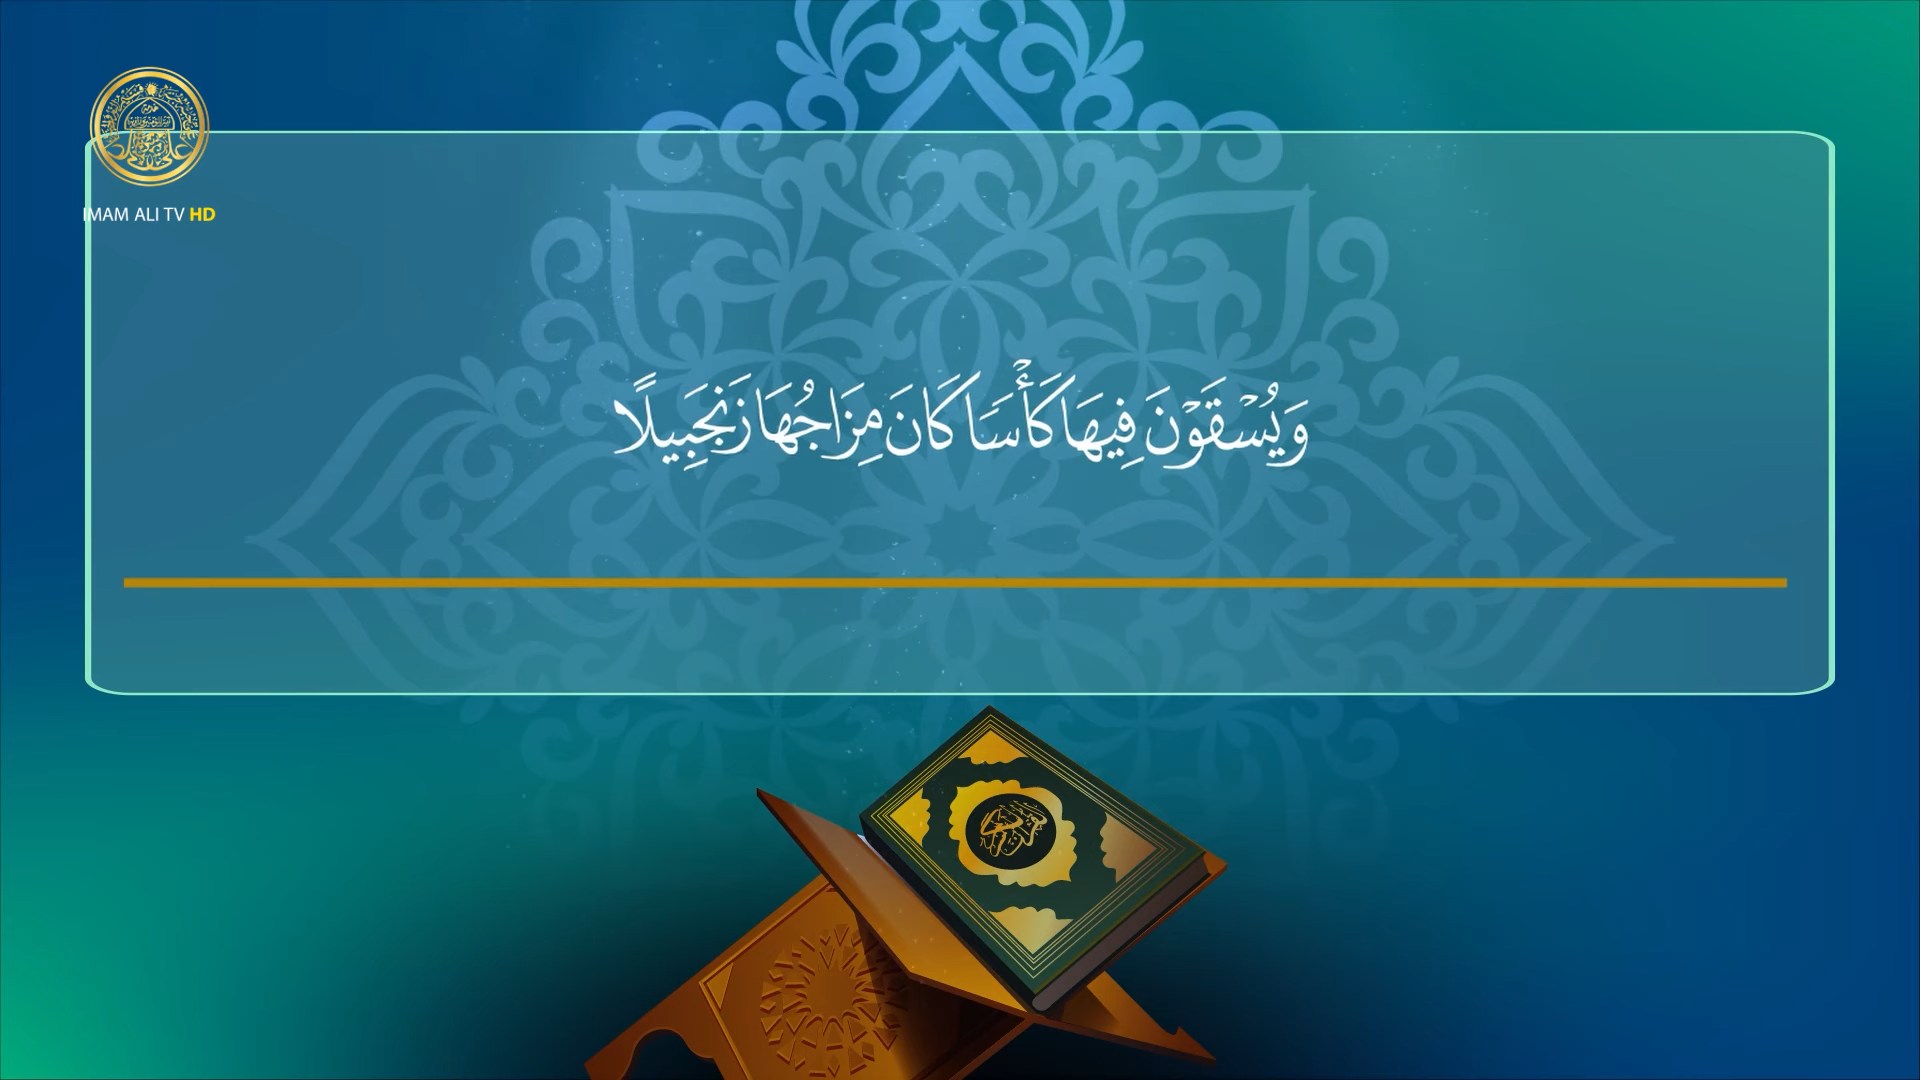 IMAM ALI TV HD
وَيُسْقَوْنَ فِيهَا كَأْسًا كَانَ مِزَاجُهَا زَنجَبِيلًا